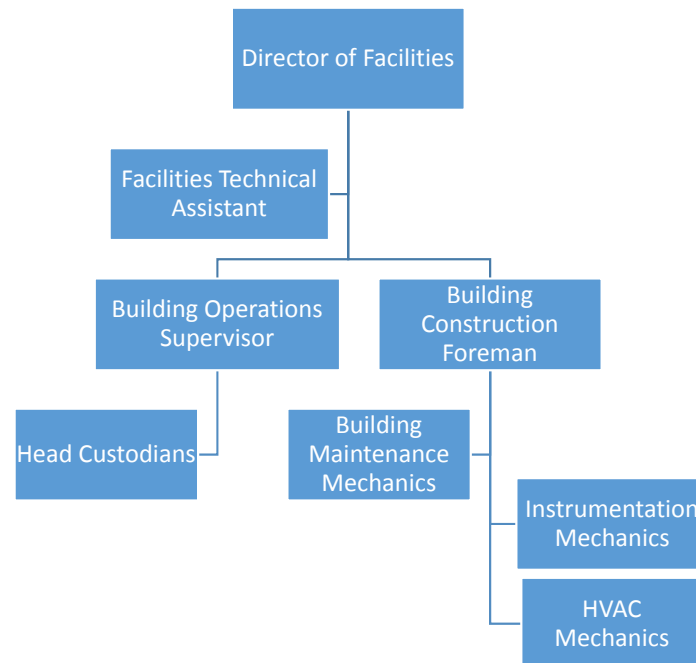 Director of Facilities
Facilities Technical
Assistant
Building Operations
Supervisor
Building
Construction
Foreman
Head Custodians
Building
Maintenance
Mechanics
Instrumentation
Mechanics
HVAC
Mechanics